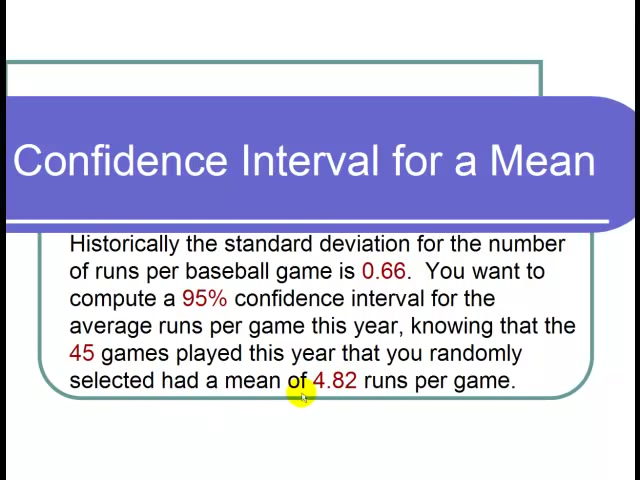 Confidence Interval for a Mean
Historically the standard deviation for the number
of runs per baseball game is 0.66. You want to
compute a 95% confidence interval for the
average runs per game this year, knowing that the
45 games played this year that you randomly
selected had a mean of 4.82 runs per game.